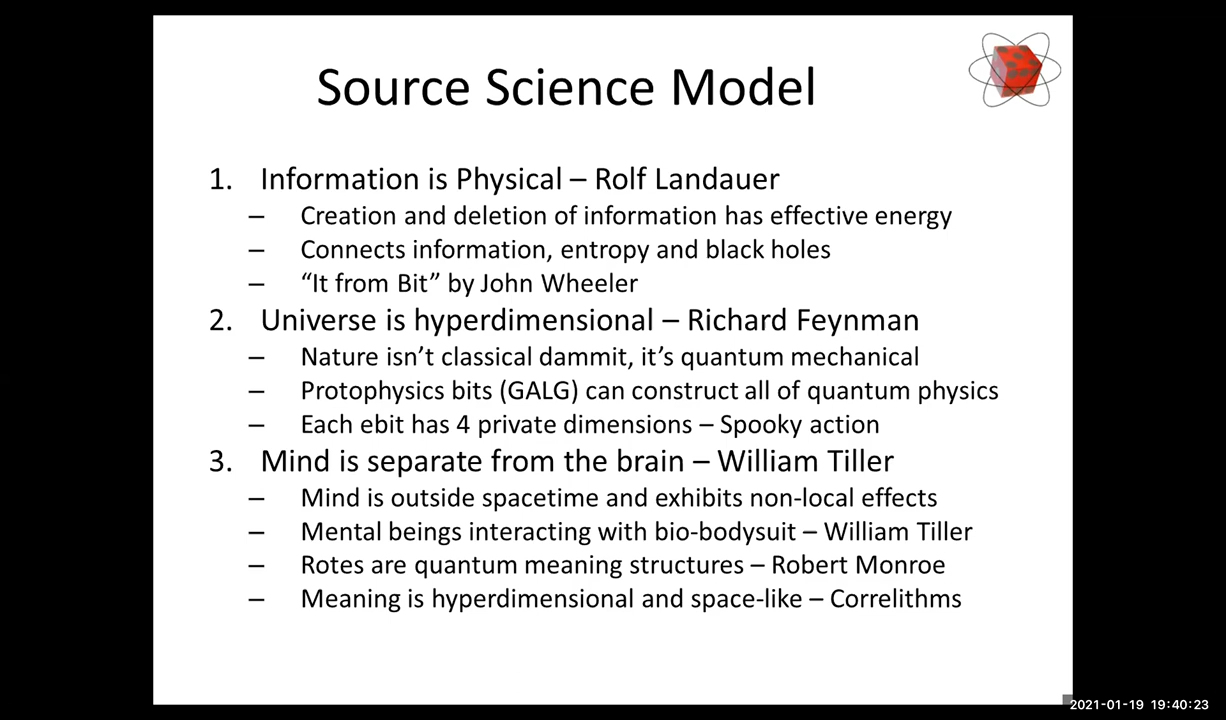 Source Science Model
1. Information is Physical – Rolf Landauer
– Creation and deletion of information has effective energy
– Connects information, entropy and black holes
– “It from Bit” by John Wheeler
2. Universe is hyperdimensional – Richard Feynman
– Nature isn’t classical dammit, it’s quantum mechanical
– Protophysics bits (GALG) can construct all of quantum physics
– Each ebit has 4 private dimensions – Spooky action
3. Mind is separate from the brain – William Tiller
– Mind is outside spacetime and exhibits non-local effects
– Mental beings interacting with bio-bodysuit – William Tiller
– Rotes are quantum meaning structures – Robert Monroe
– Meaning is hyperdimensional and space-like – Correlithms
2021-01-19 19:40:23